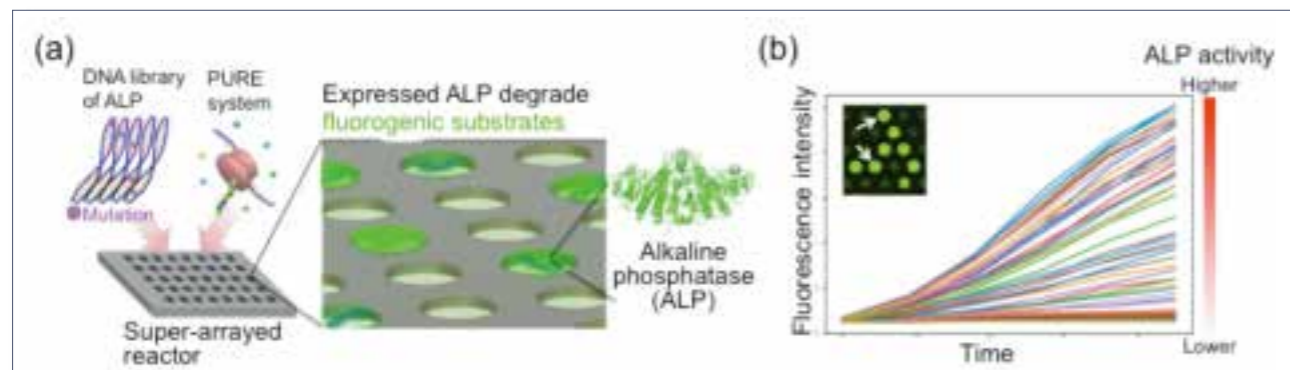 (a)
DNA library
of ALP
PURE
system
Mutation
Super-arrayed
reactor
Expressed ALP degrade
fluorogenic substrates
Alkaline
phosphatase
(ALP)
(b)
ALP activity
Higher
Lower
Fluorescence intensity
Time